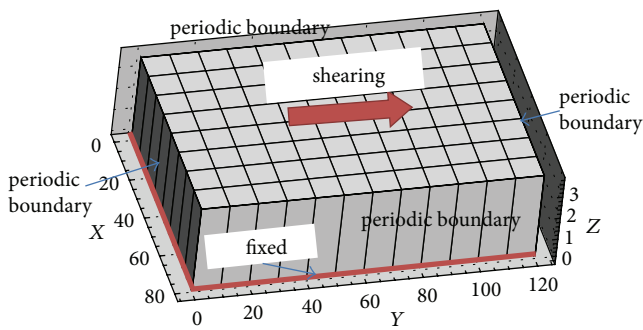 periodic boundary
shearing
periodic
boundary
periodic
boundary
periodic boundary
fixed
0
20
40
60
80
X
0
20
40
60
80
100
120
Y
3
2
1
0
Z